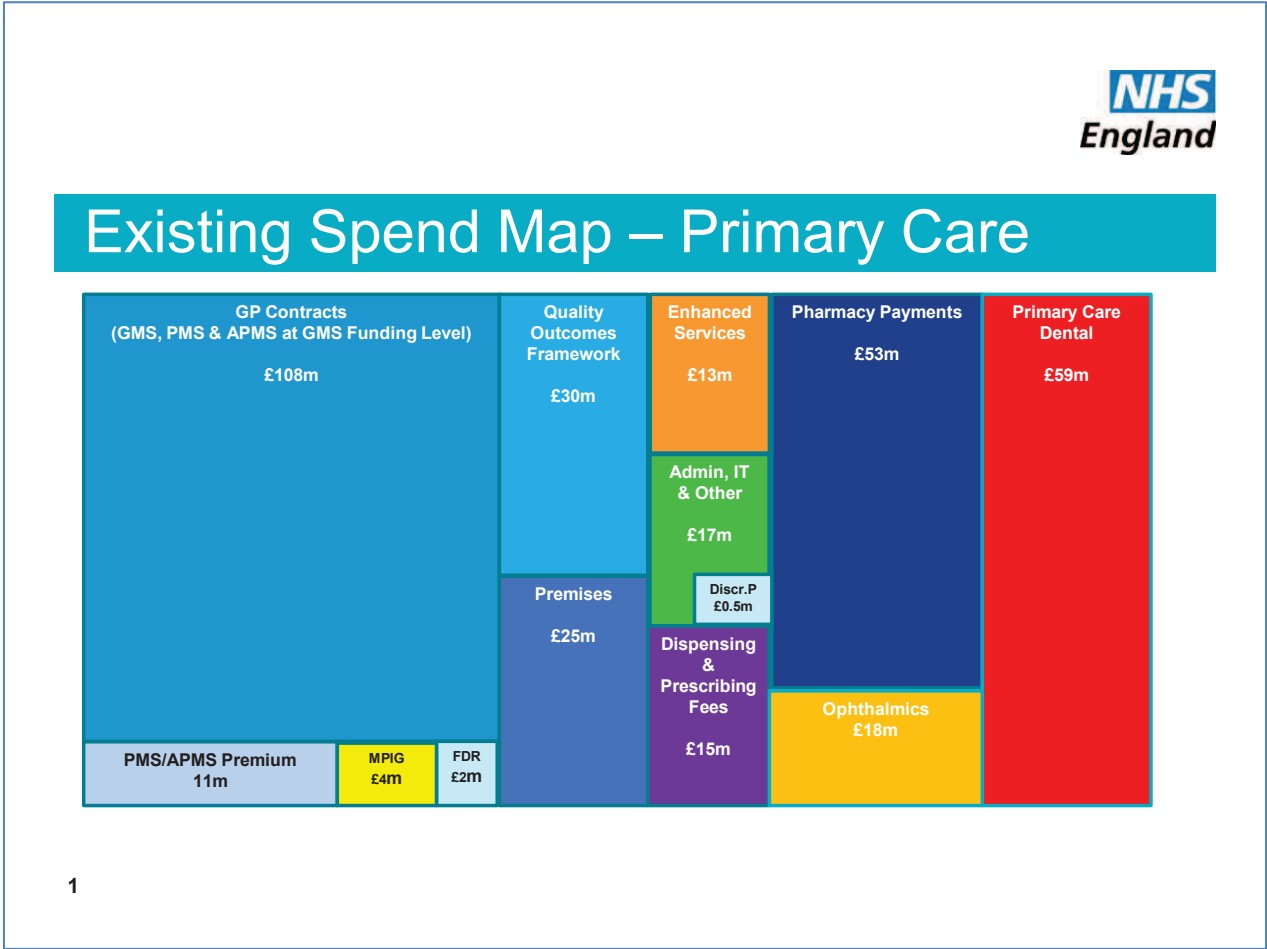 NHS
England
Existing Spend Map – Primary Care
GP Contracts
(GMS, PMS & APMS at GMS Funding Level)
£108m
Quality
Outcomes
Framework
£30m
Enhanced
Services
£13m
Pharmacy Payments
£53m
Primary Care
Dental
£59m
Admin, IT
& Other
£17m
Discr.P
£0.5m
Premises
£25m
Dispensing
&
Prescribing
Fees
£15m
Ophthalmics
£18m
PMS/APMS Premium
11m
MPIG
£4m
FDR
£2m
1